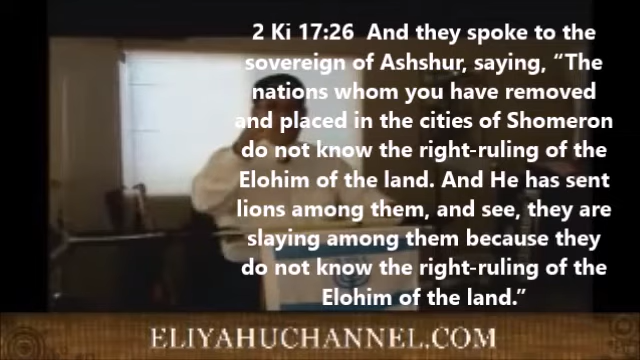 2 Ki 17:26  And they spoke to the
sovereign of Ashshur, saying, “The
nations whom you have removed
and placed in the cities of Shomeron
do not know the right-ruling of the
Elohim of the land. And He has sent
lions among them, and see, they are
slaying among them because they
do not know the right-ruling of the
Elohim of the land.”
ELIYAHUCHANNEL.COM